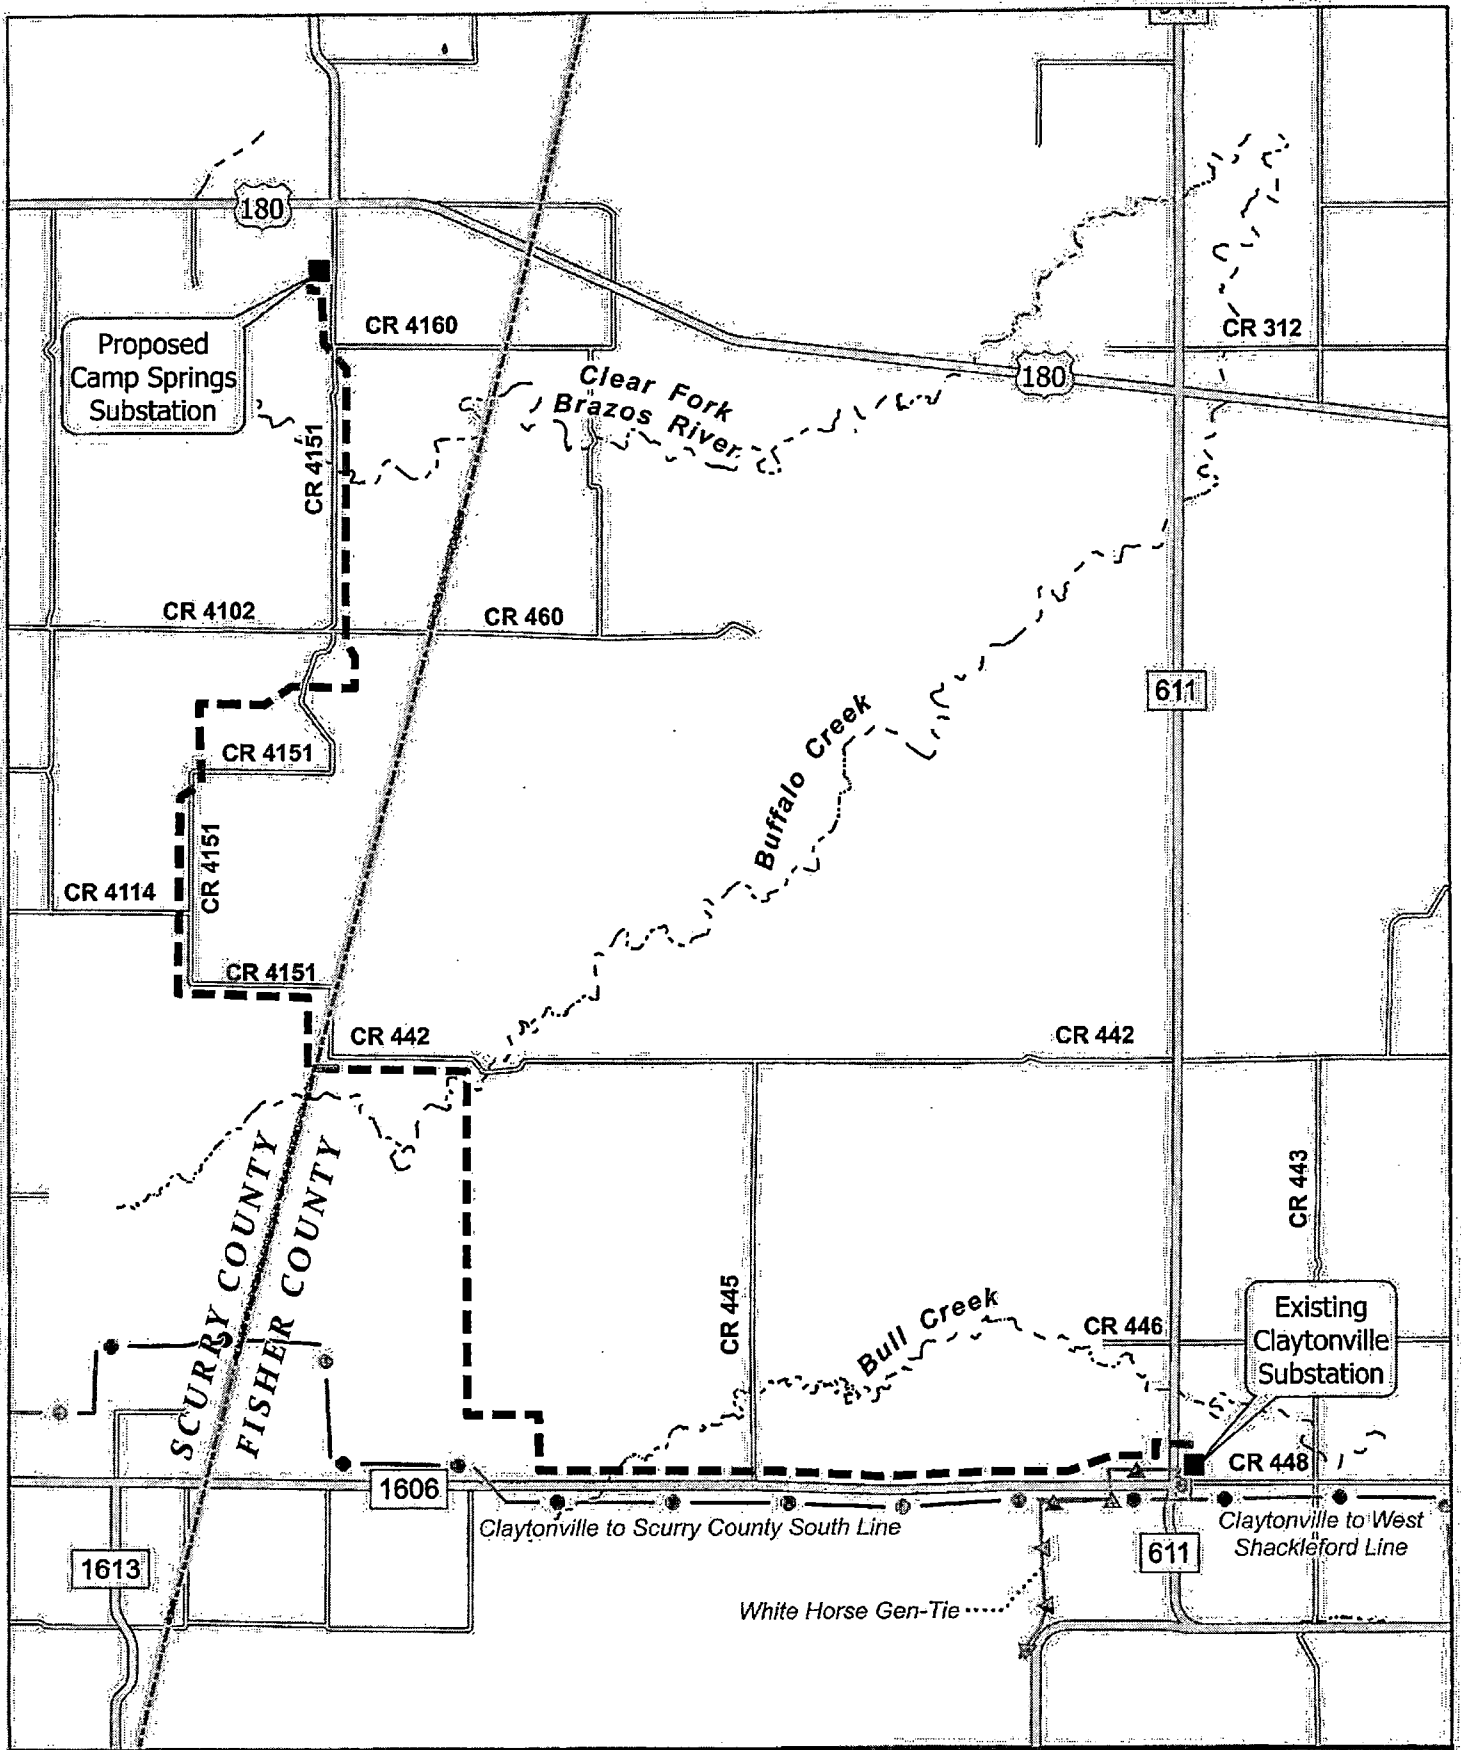 180
Proposed
Camp Springs
Substation
CR 4160
CR 312
Clear Fork
Brazos River
180
CR 4151
CR 4102
CR 460
611
CR 4151
Buffalo Creek
CR 4151
CR 4114
CR 4151
CR 442
CR 442
SCURRY COUNTY
FISHER COUNTY
CR 443
CR 445
Bull Creek
CR 446
Existing
Claytonville
Substation
CR 448
1606
Claytonville to Scurry County South Line
Claytonville to West
Shackleford Line
1613
611
White Horse Gen-Tie